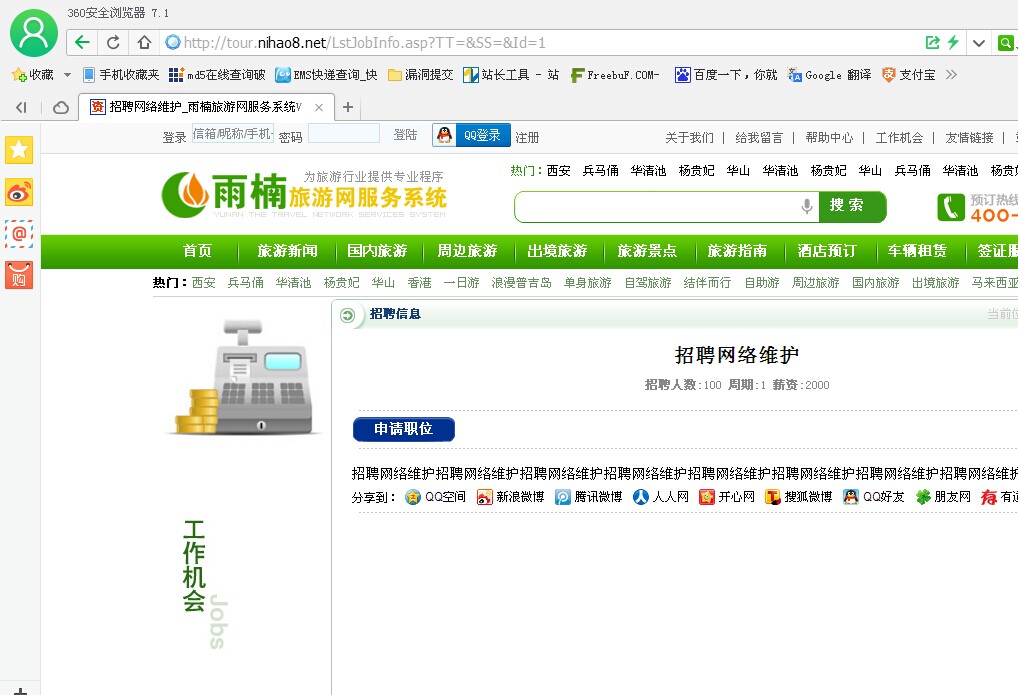 360安全浏览器 7.1
http://tour.nihao8.net/LstJobInfo.asp?TT=&SS=&Id=1
收藏 手机收藏夹 md5在线查询破 EMS快递查询_快 漏洞提交 站长工具 - 站 FreebuF.COM- 百度一下，你就 Google 翻译 支付宝
招聘网络维护_雨楠旅游网服务系统V
登录 信箱/昵称/手机- 密码 登陆 QQ登录 注册 关于我们 | 给我留言 | 帮助中心 | 工作机会 | 友情链接 |
热门：西安 兵马俑 华清池 杨贵妃 华山 华清池 杨贵妃 华山 兵马俑 华清池 杨贵
为旅游行业提供专业程序
雨楠旅游网服务系统
YUNAN THE TRAVEL NETWORK SERVICES SYSTEM
搜 索
预订热线
400-
首页 旅游新闻 国内旅游 周边旅游 出境旅游 旅游景点 旅游指南 酒店预订 车辆租赁 签证服
热门：西安 兵马俑 华清池 杨贵妃 华山 香港 一日游 浪漫普吉岛 单身旅游 自驾旅游 结伴而行 自助游 周边旅游 国内旅游 出境旅游 马来西亚
招聘信息 当前位
招聘网络维护
招聘人数:100 周期:1 薪资:2000
申请职位
招聘网络维护招聘网络维护招聘网络维护招聘网络维护招聘网络维护招聘网络维护招聘网络维护招聘网络维护
分享到： QQ空间 新浪微博 腾讯微博 人人网 开心网 搜狐微博 QQ好友 朋友网 有道
购
工作机会
Jobs